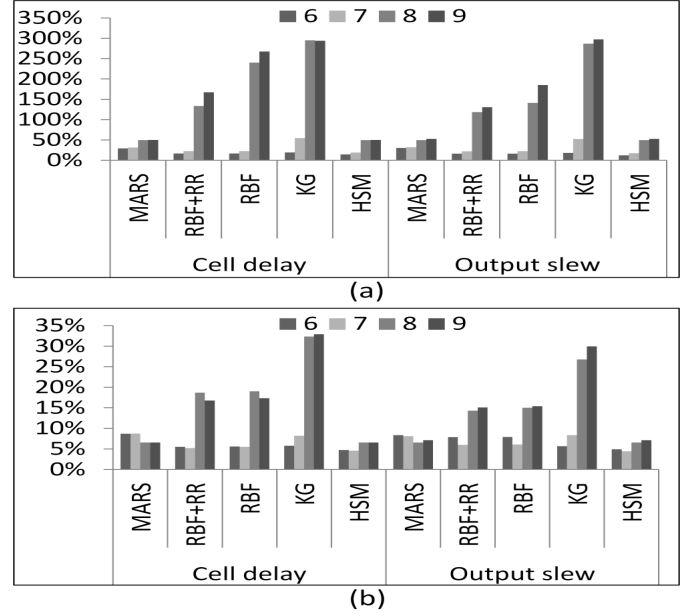 6 7 8 9
350%
300%
250%
200%
150%
100%
50%
0%
MARS RBF+RR RBF KG HSM MARS RBF+RR RBF KG HSM
Cell delay Output slew
(a)
6 7 8 9
35%
30%
25%
20%
15%
10%
5%
0%
MARS RBF+RR RBF KG HSM MARS RBF+RR RBF KG HSM
Cell delay Output slew
(b)